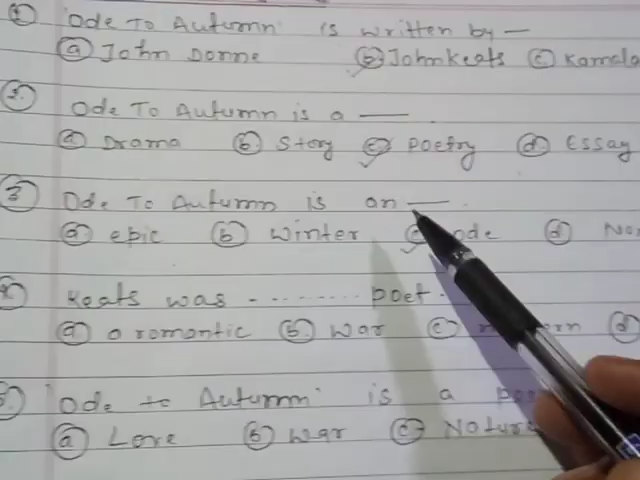 ① Ode To Autumn is written by —
ⓐ John Donne ⓑ John Keats ⓒ Kamala
②. Ode To Autumn is a —.
ⓐ Drama ⓑ Story ⓒ Poetry ⓓ Essay
③ Ode To Autumn is an —.
ⓐ epic ⓑ Winter ⓒ ode ⓓ
Keats was ........ poet.
ⓐ a romantic ⓑ War ⓒ ⓓ
Ode to Autumn is a
ⓐ Love ⓑ War ⓒ Nature